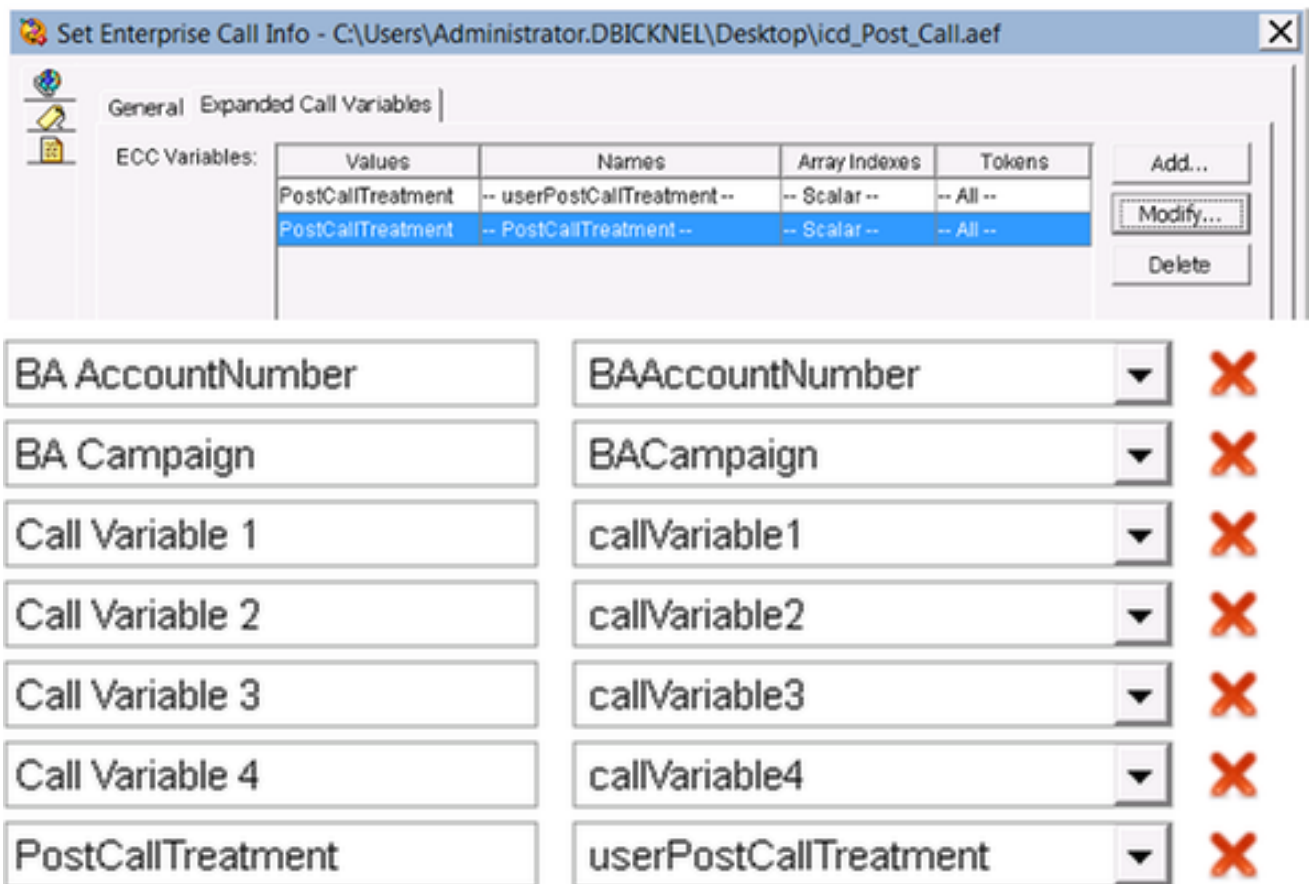 Set Enterprise Call Info - C:\Users\Administrator.DBICKNEL\Desktop\icd_Post_Call.aef
General Expanded Call Variables
ECC Variables: Values Names Array Indexes Tokens Add...
PostCallTreatment -- userPostCallTreatment -- -- Scalar -- -- All --
Modify...
PostCallTreatment -- PostCallTreatment -- -- Scalar -- -- All --
Delete
BA AccountNumber BAAccountNumber
BA Campaign BACampaign
Call Variable 1 callVariable1
Call Variable 2 callVariable2
Call Variable 3 callVariable3
Call Variable 4 callVariable4
PostCallTreatment userPostCallTreatment